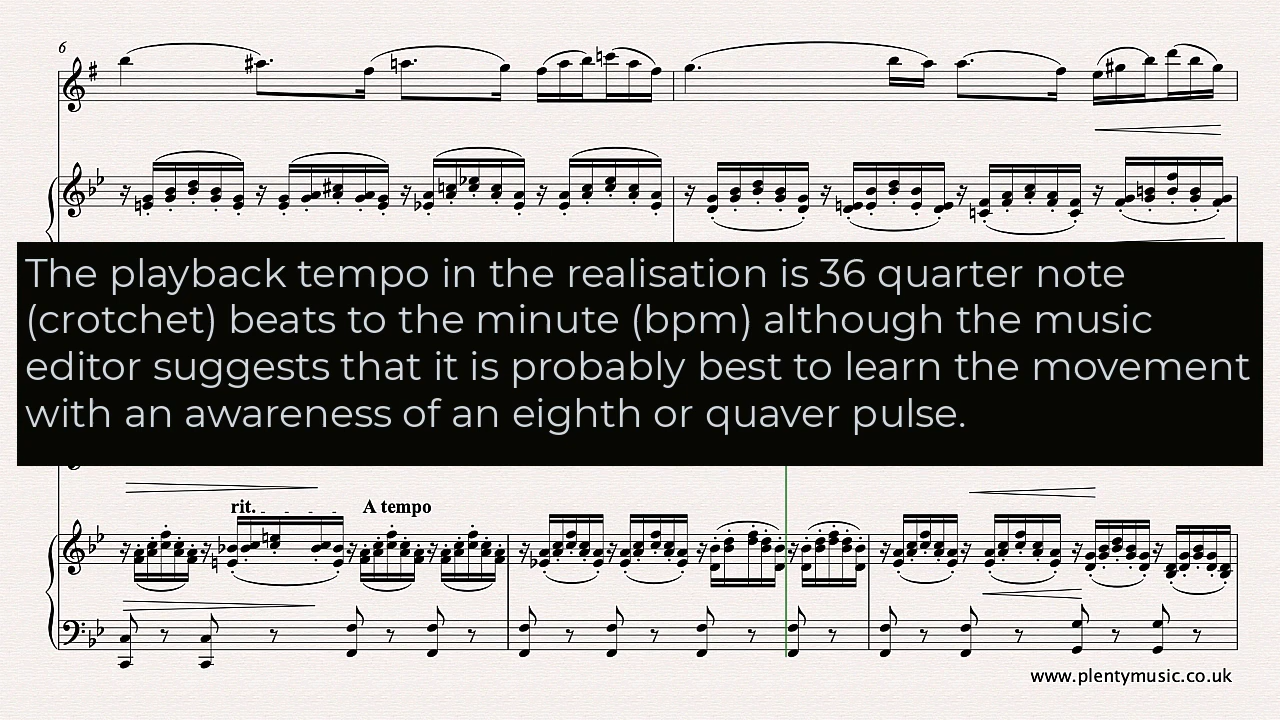 6
The playback tempo in the realisation is 36 quarter note
(crotchet) beats to the minute (bpm) although the music
editor suggests that it is probably best to learn the movement
with an awareness of an eighth or quaver pulse.
rit. A tempo
www.plentymusic.co.uk